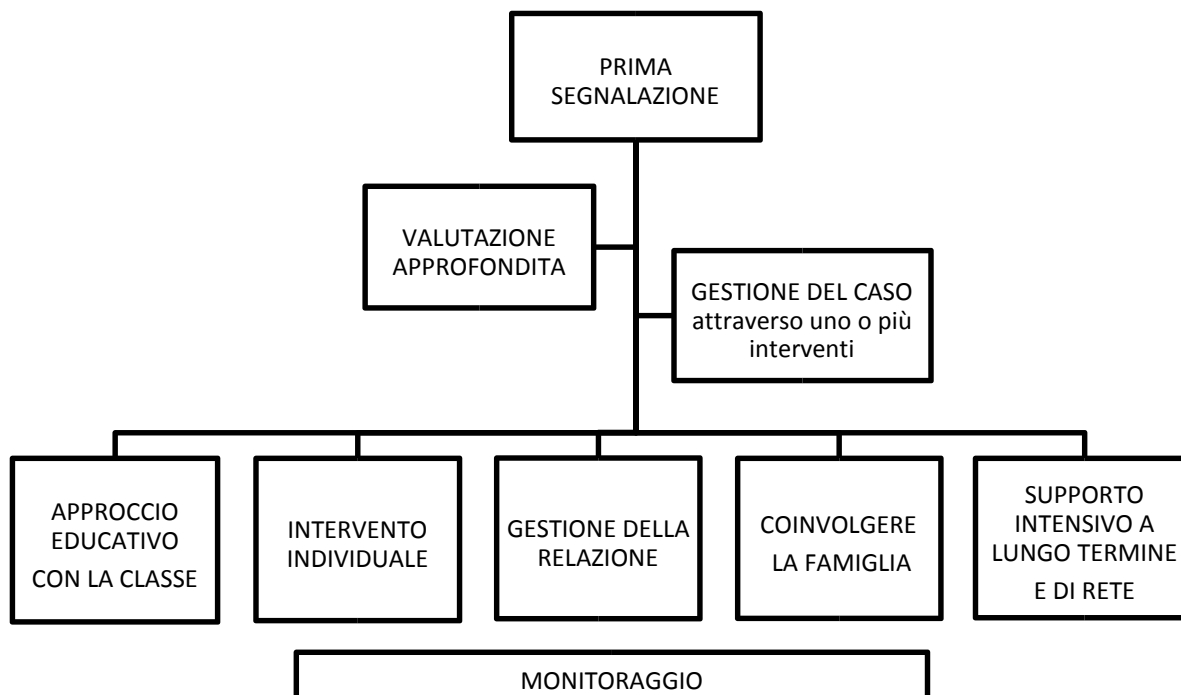 PRIMA
SEGNALAZIONE
VALUTAZIONE
APPROFONDITA
GESTIONE DEL CASO
attraverso uno o più
interventi
APPROCCIO
EDUCATIVO
CON LA CLASSE
INTERVENTO
INDIVIDUALE
GESTIONE DELLA
RELAZIONE
COINVOLGERE
LA FAMIGLIA
SUPPORTO
INTENSIVO A
LUNGO TERMINE
E DI RETE
MONITORAGGIO